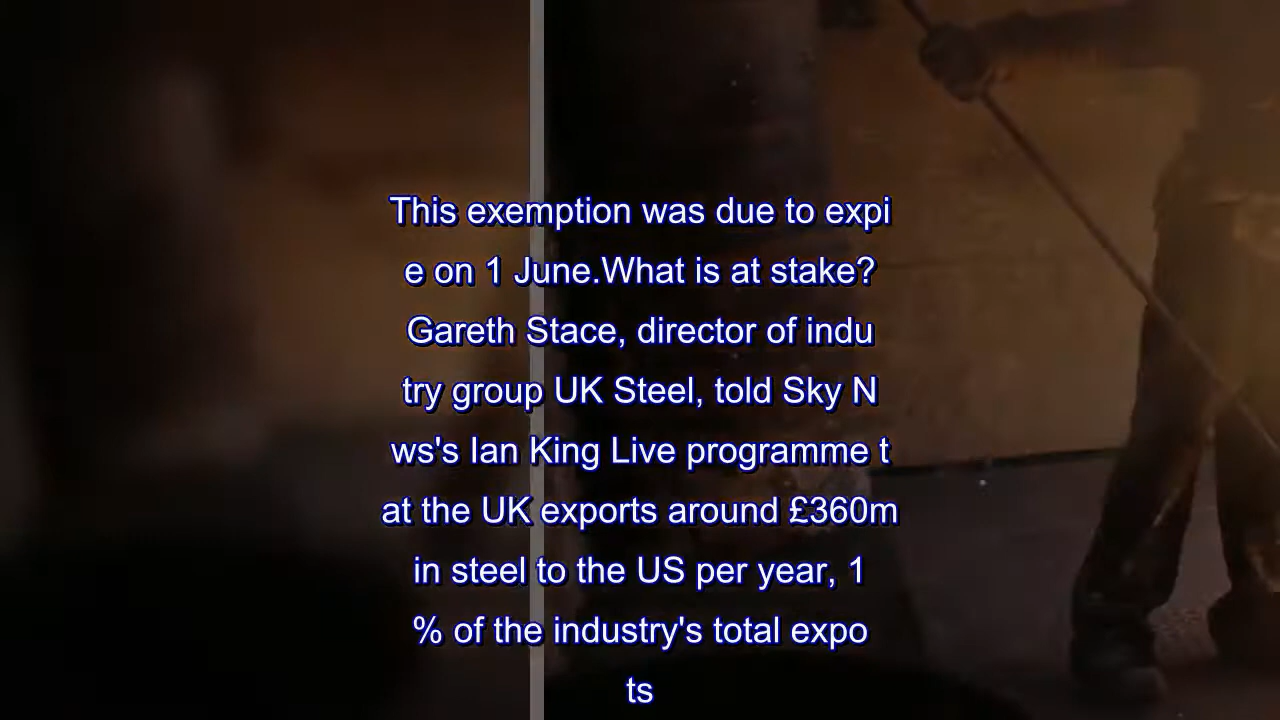 This exemption was due to expi
e on 1 June.What is at stake?
Gareth Stace, director of indu
try group UK Steel, told Sky N
ws's Ian King Live programme t
at the UK exports around £360m
in steel to the US per year, 1
% of the industry's total expo
ts